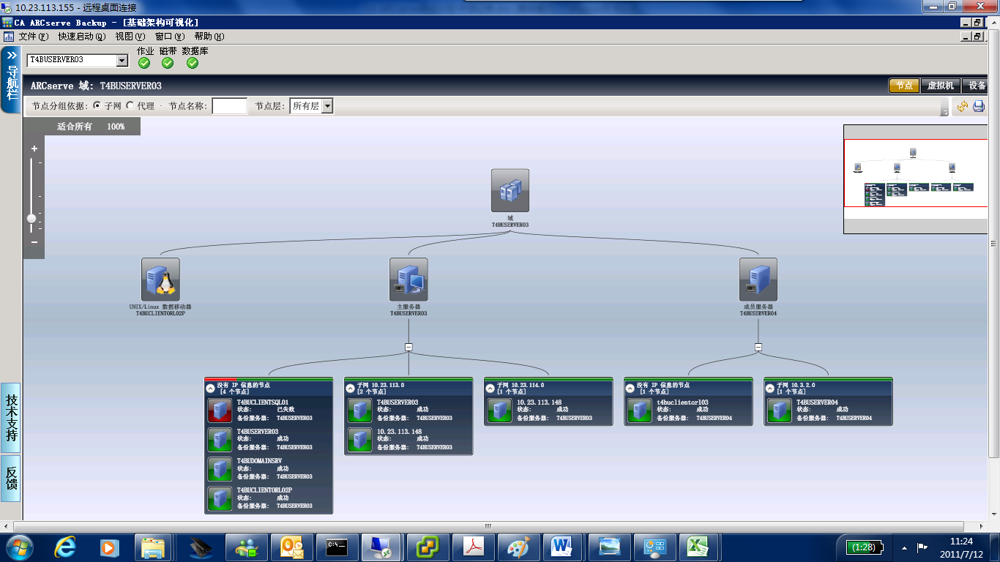 10.23.113.155 - 远程桌面连接
CA ARCserve Backup - [基础架构可视化]
文件(F) 快速启动(Q) 视图(V) 窗口(W) 帮助(H)
T4BUSERVER03
作业 磁带 数据库
导航栏
ARCserve 域: T4BUSERVER03
节点 虚拟机 设备
节点分组依据: 子网 代理 节点名称: 节点层: 所有层
适合所有 100%
域
T4BUSERVER03
UNIX/Linux 数据移动器
T4BUCLIENTORL02P
主服务器
T4BUSERVER03
成员服务器
T4BUSERVER04
没有 IP 信息的节点
[4 个节点]
T4BUCLIENTSQL01
状态: 已失败
备份服务器: T4BUSERVER03
T4BUSERVER03
状态: 成功
备份服务器: T4BUSERVER03
T4BUDOMAINSRV
状态: 成功
备份服务器: T4BUSERVER03
T4BUCLIENTORL02P
状态: 成功
备份服务器: T4BUSERVER03
子网 10.23.113.0
[2 个节点]
T4BUSERVER03
状态: 成功
备份服务器: T4BUSERVER03
10.23.113.148
状态: 成功
备份服务器: T4BUSERVER03
子网 10.23.114.0
[1 个节点]
10.23.113.148
状态: 成功
备份服务器: T4BUSERVER03
没有 IP 信息的节点
[1 个节点]
t4buclientorl03
状态: 成功
备份服务器: T4BUSERVER04
子网 10.3.2.0
[1 个节点]
T4BUSERVER04
状态: 成功
备份服务器: T4BUSERVER04
技术支持
反馈
(1:28)
11:24
2011/7/12